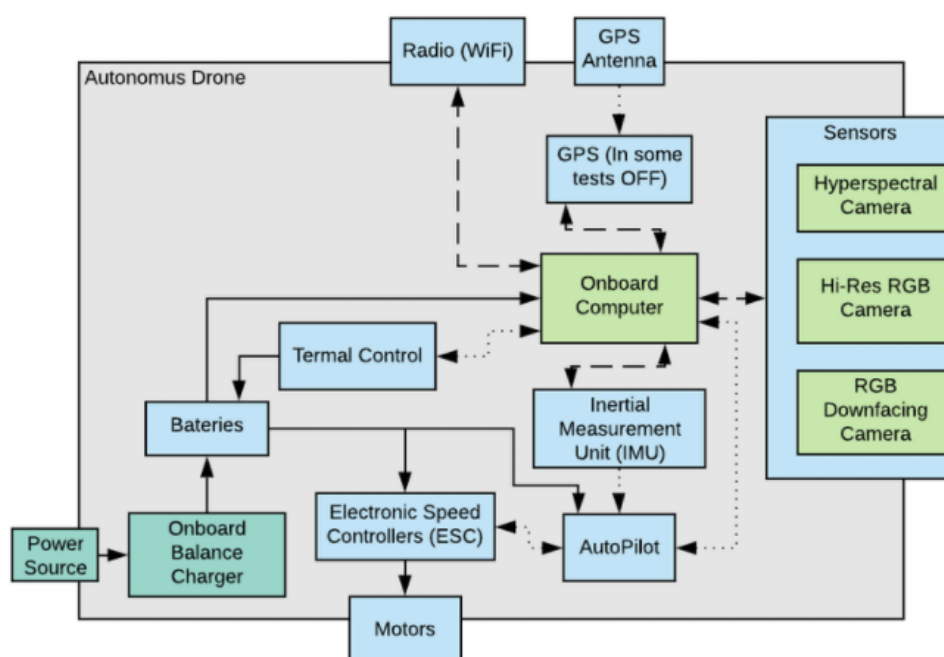 Radio (WiFi)
GPS
Antenna
Autonomus Drone
Sensors
GPS (In some
tests OFF)
Hyperspectral
Camera
Onboard
Computer
Hi-Res RGB
Camera
Termal Control
RGB
Downfacing
Camera
Bateries
Inertial
Measurement
Unit (IMU)
Electronic Speed
Controllers (ESC)
AutoPilot
Power
Source
Onboard
Balance
Charger
Motors